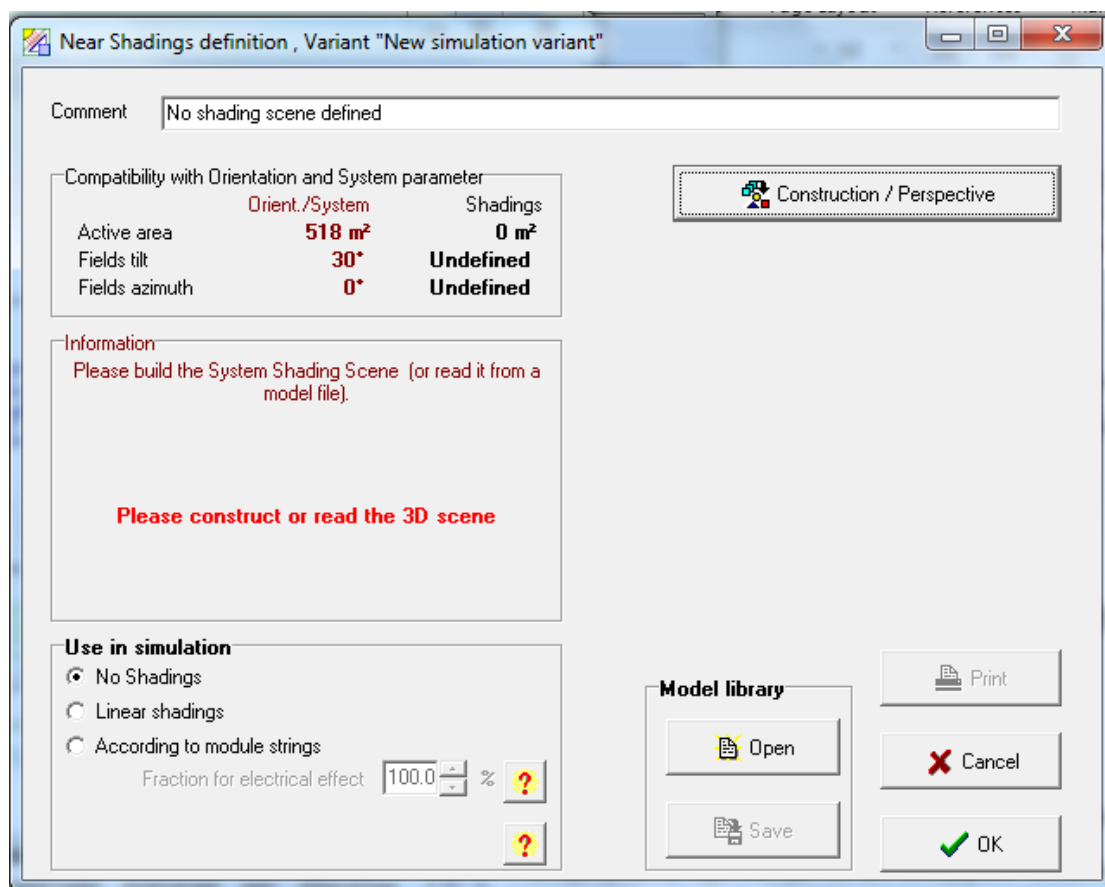 Near Shadings definition , Variant "New simulation variant"
Comment No shading scene defined
Compatibility with Orientation and System parameter
Orient./System Shadings
Active area 518 m² 0 m²
Fields tilt 30° Undefined
Fields azimuth 0° Undefined
Construction / Perspective
Information
Please build the System Shading Scene (or read it from a
model file).
Please construct or read the 3D scene
Use in simulation
No Shadings
Linear shadings
According to module strings
Fraction for electrical effect 100.0 % ?
?
Model library
Open
Save
Print
Cancel
OK